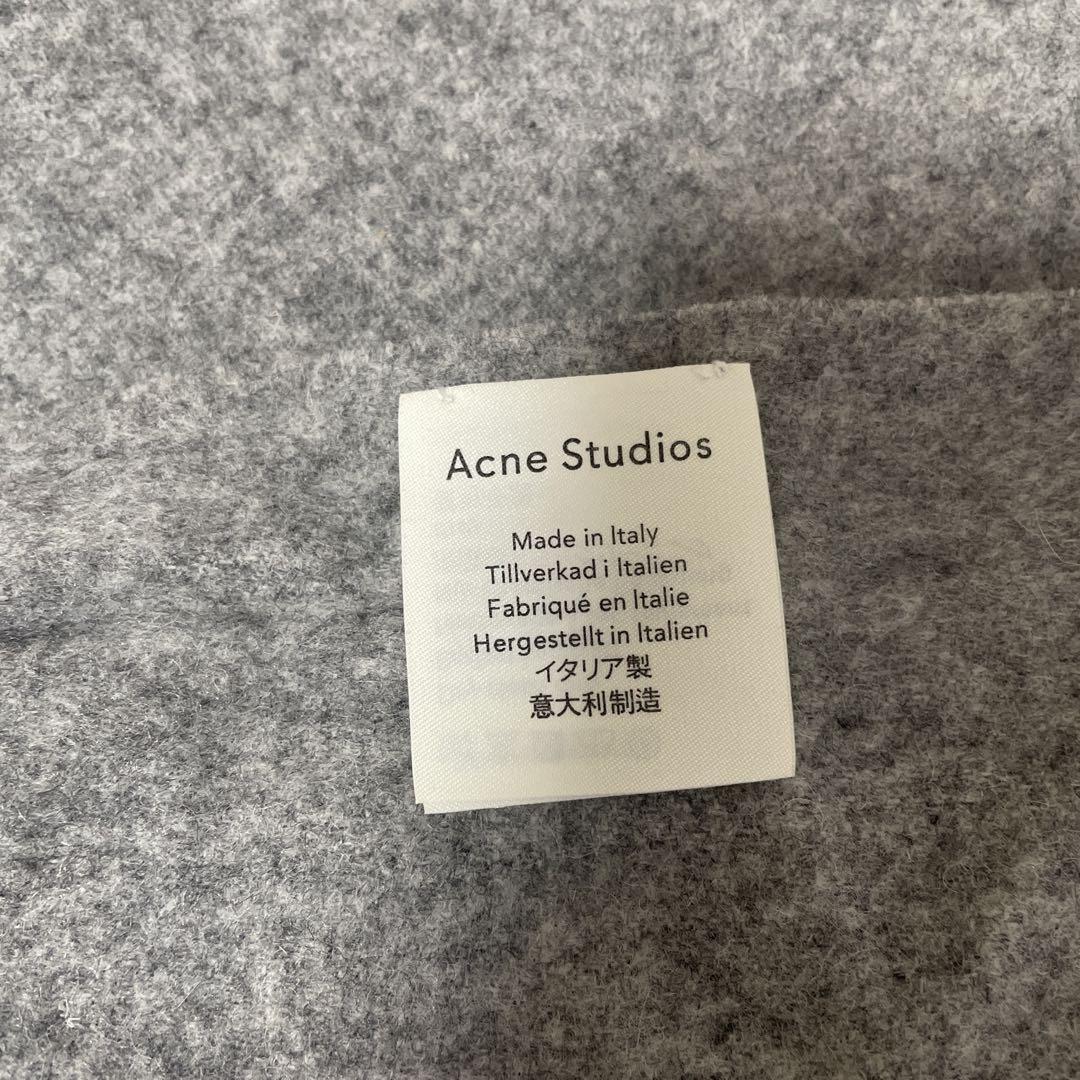 Acne Studios
Made in Italy
Tillverkad i Italien
Fabriqué en Italie
Hergestellt in Italien
イタリア製
意大利制造